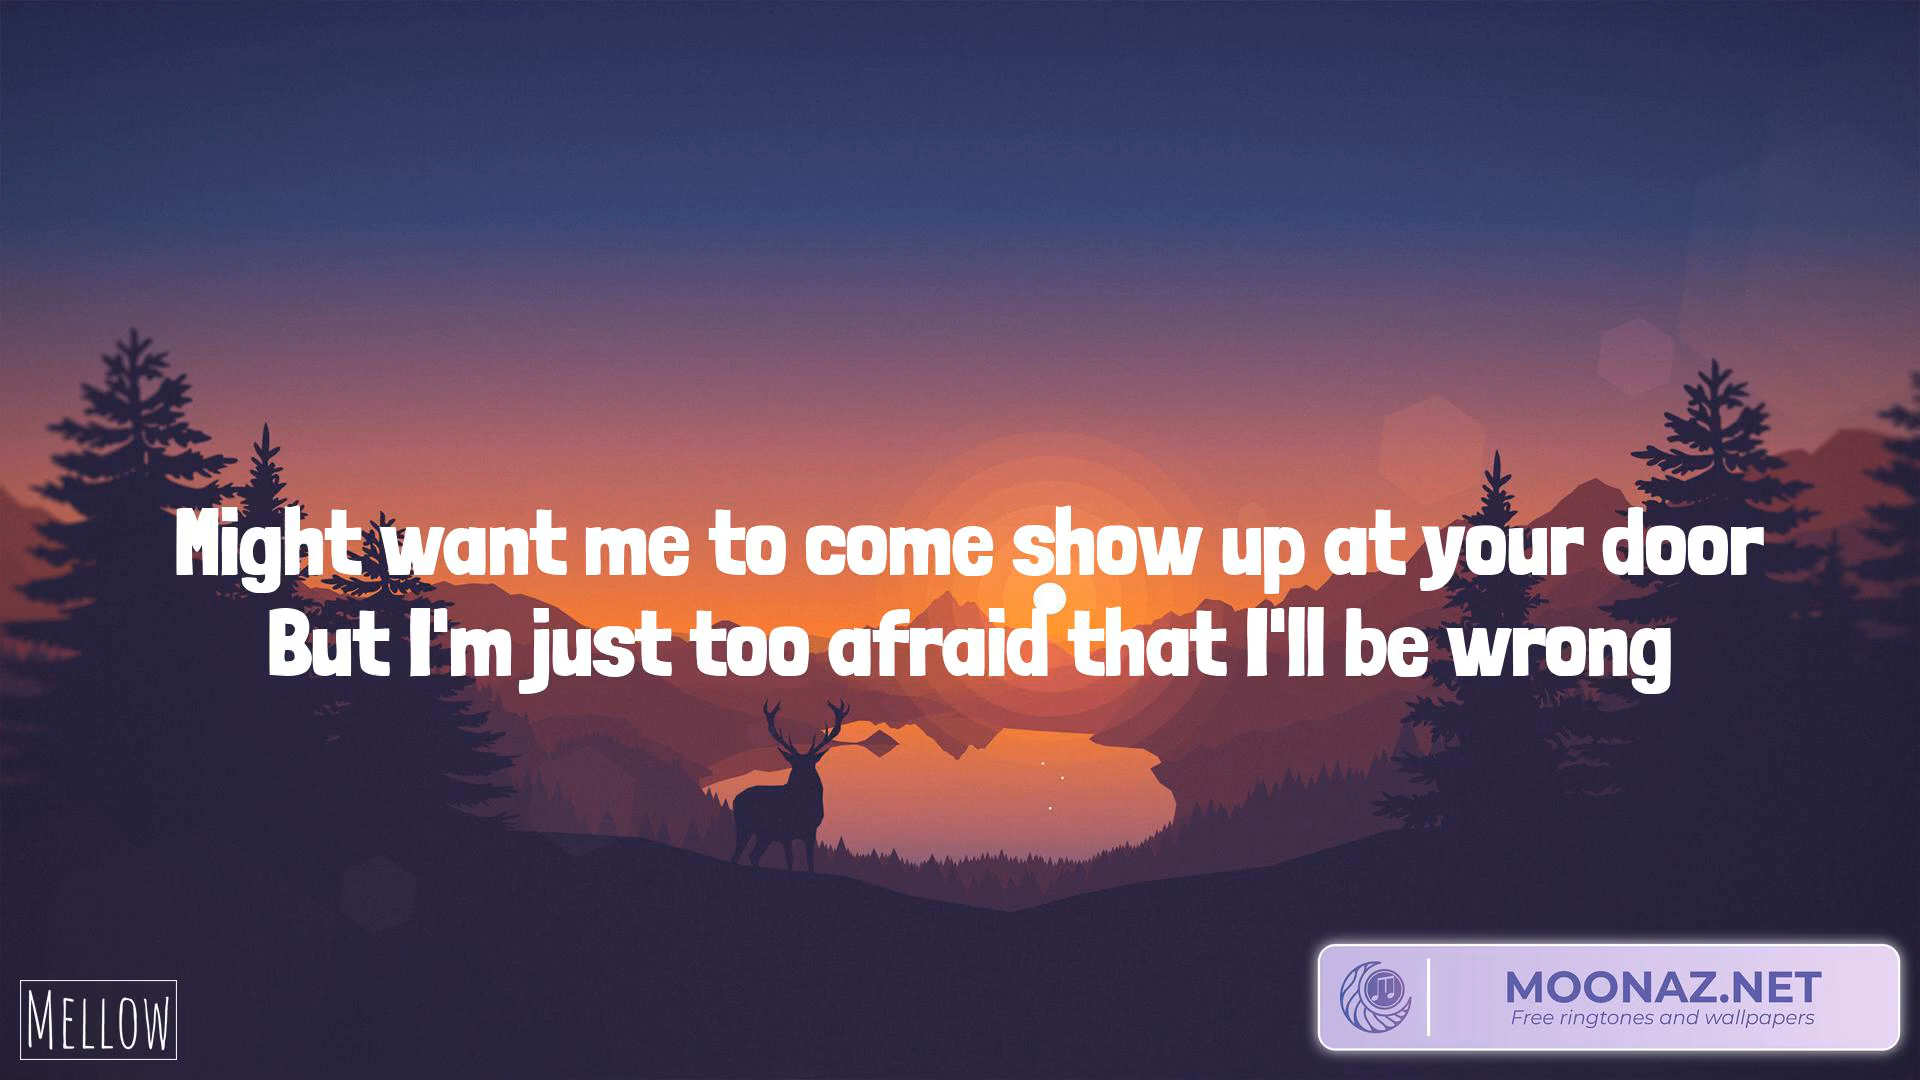 Might want me to come show up at your door
But I'm just too afraid that I'll be wrong
MELLOW
MOONAZ.NET
Free ringtones and wallpapers